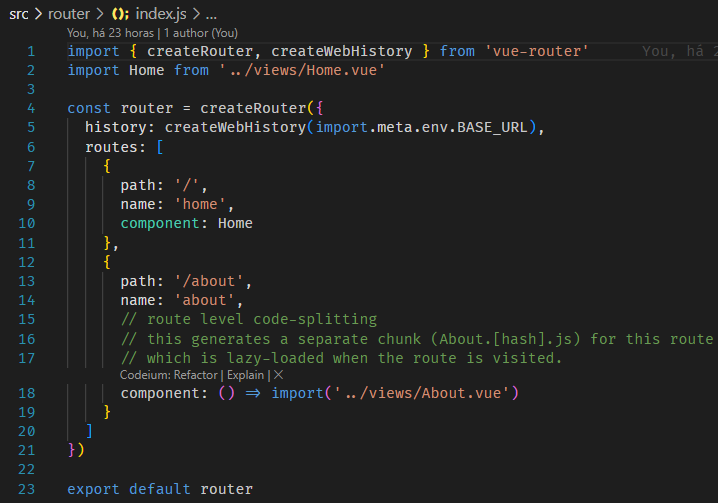 src > router > index.js > ...
You, há 23 horas | 1 author (You)
1 import { createRouter, createWebHistory } from 'vue-router' You, há 2
2 import Home from '../views/Home.vue'
3
4 const router = createRouter({
5 history: createWebHistory(import.meta.env.BASE_URL),
6 routes: [
7 {
8 path: '/',
9 name: 'home',
10 component: Home
11 },
12 {
13 path: '/about',
14 name: 'about',
15 // route level code-splitting
16 // this generates a separate chunk (About.[hash].js) for this route
17 // which is lazy-loaded when the route is visited.
Codeium: Refactor | Explain | ×
18 component: () => import('../views/About.vue')
19 }
20 ]
21 })
22
23 export default router